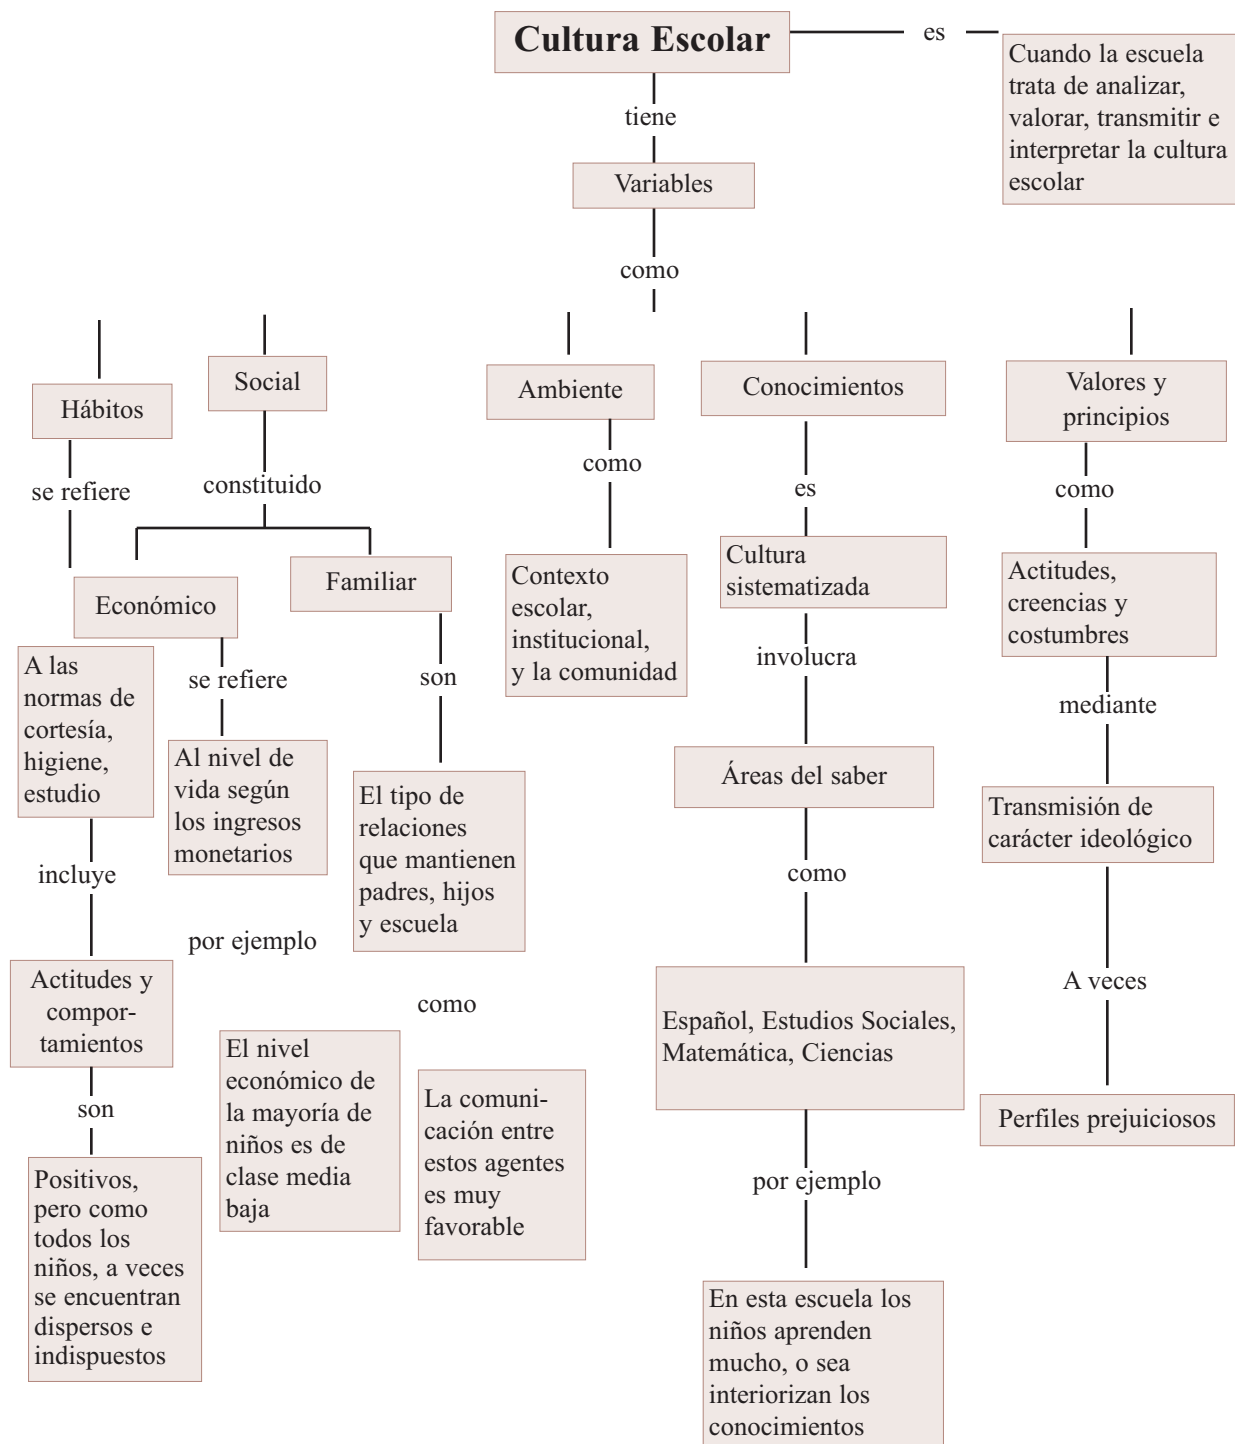 Cultura Escolar
es
Cuando la escuela
trata de analizar,
valorar, transmitir e
interpretar la cultura
escolar
tiene
Variables
como
Hábitos
se refiere
A las
normas de
cortesía,
higiene,
estudio
incluye
Actitudes y
compor-
tamientos
son
Positivos,
pero como
todos los
niños, a veces
se encuentran
dispersos e
indispuestos
Social
constituido
Económico
se refiere
Al nivel de
vida según
los ingresos
monetarios
por ejemplo
El nivel
económico de
la mayoría de
niños es de
clase media
baja
Familiar
son
El tipo de
relaciones
que mantienen
padres, hijos
y escuela
como
La comuni-
cación entre
estos agentes
es muy
favorable
Ambiente
como
Contexto
escolar,
institucional,
y la comunidad
Conocimientos
es
Cultura
sistematizada
involucra
Áreas del saber
como
Español, Estudios Sociales,
Matemática, Ciencias
por ejemplo
En esta escuela los
niños aprenden
mucho, o sea
interiorizan los
conocimientos
Valores y
principios
como
Actitudes,
creencias y
costumbres
mediante
Transmisión de
carácter ideológico
A veces
Perfiles prejuiciosos